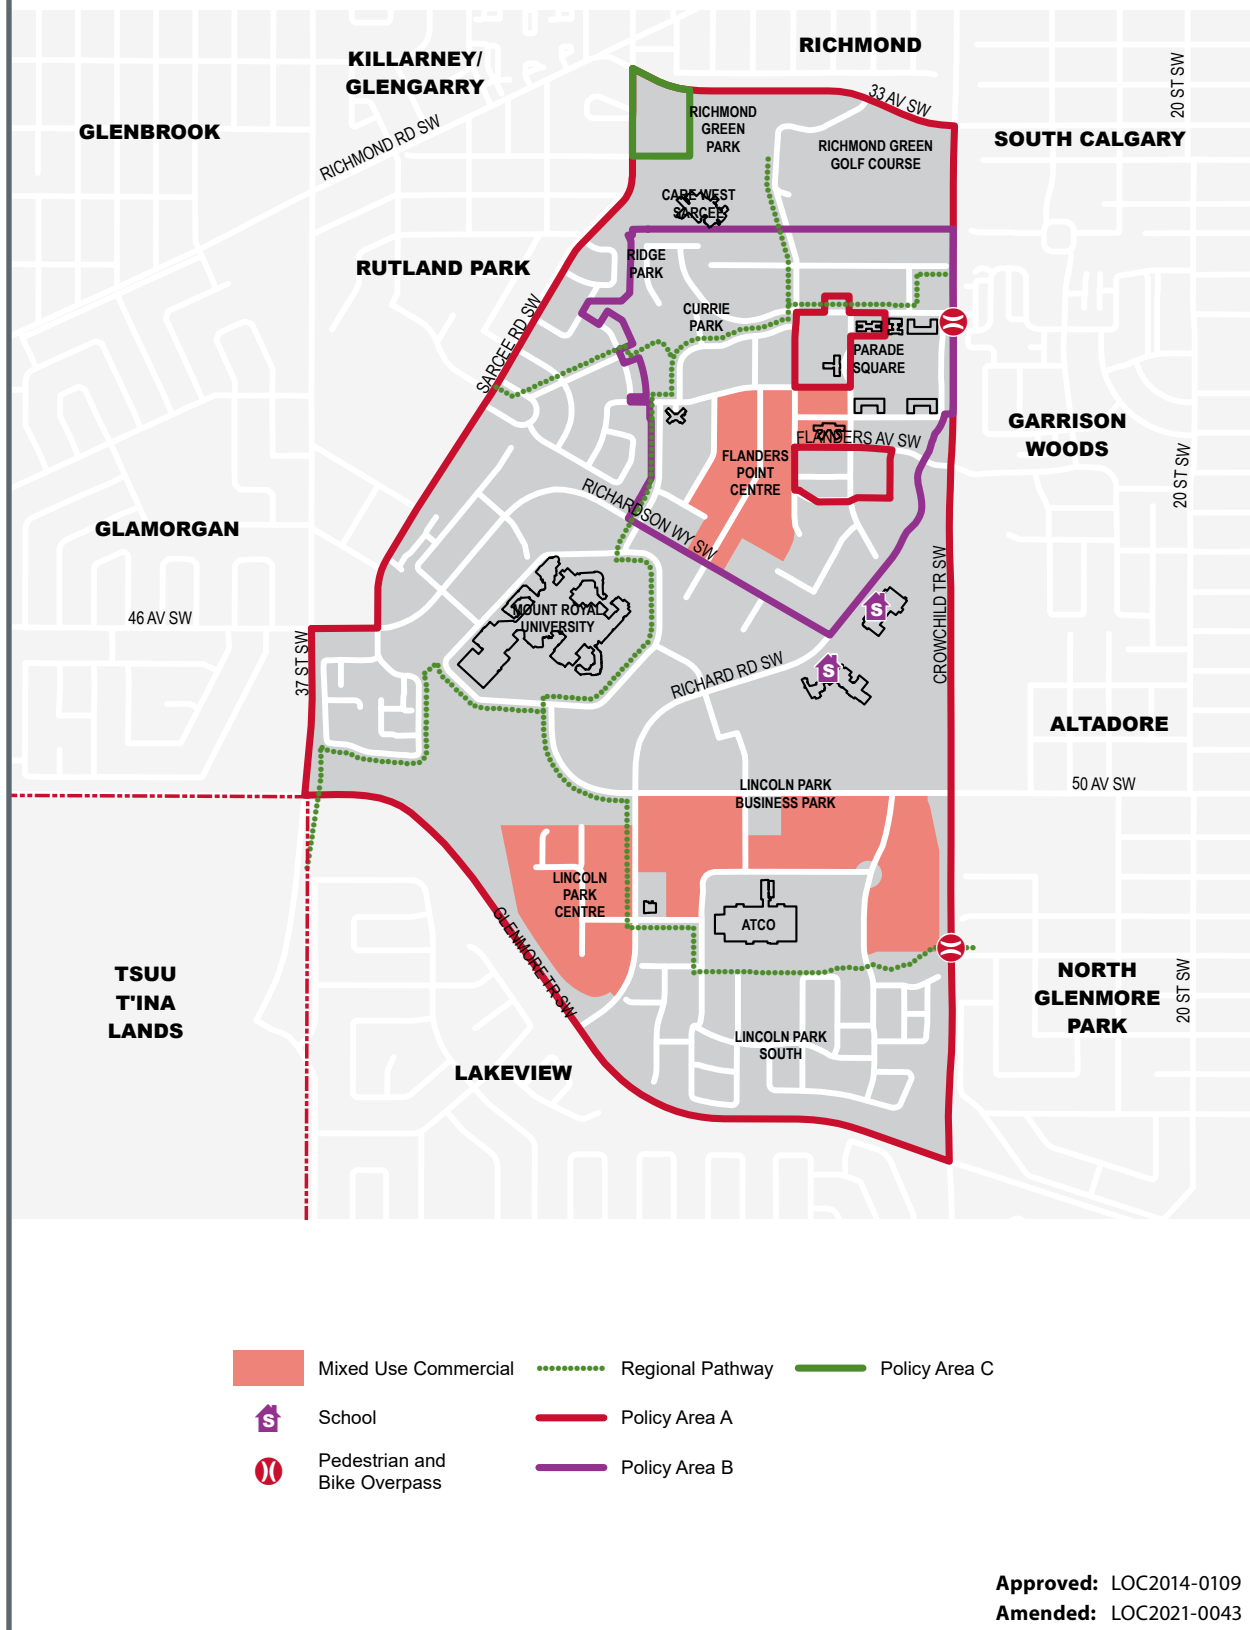 RICHMOND
KILLARNEY/
GLENGARRY
GLENBROOK
RICHMOND RD SW
33 AV SW
20 ST SW
SOUTH CALGARY
RICHMOND
GREEN
PARK
RICHMOND GREEN
GOLF COURSE
CARE WEST
SARCEE
RUTLAND PARK
RIDGE
PARK
SARCEE RD SW
CURRIE
PARK
PARADE
SQUARE
GARRISON
WOODS
FLANDERS AV SW
FLANDERS
POINT
CENTRE
20 ST SW
RICHARDSON WY SW
GLAMORGAN
46 AV SW
MOUNT ROYAL
UNIVERSITY
S
CROWCHILD TR SW
37 ST SW
RICHARD RD SW
S
ALTADORE
LINCOLN PARK
BUSINESS PARK
50 AV SW
LINCOLN
PARK
CENTRE
ATCO
GLENMORE TR SW
TSUU
T'INA
LANDS
NORTH
GLENMORE
PARK
20 ST SW
LINCOLN PARK
SOUTH
LAKEVIEW
Mixed Use Commercial
Regional Pathway
Policy Area C
S
School
Policy Area A
Pedestrian and
Bike Overpass
Policy Area B
Approved: LOC2014-0109
Amended: LOC2021-0043